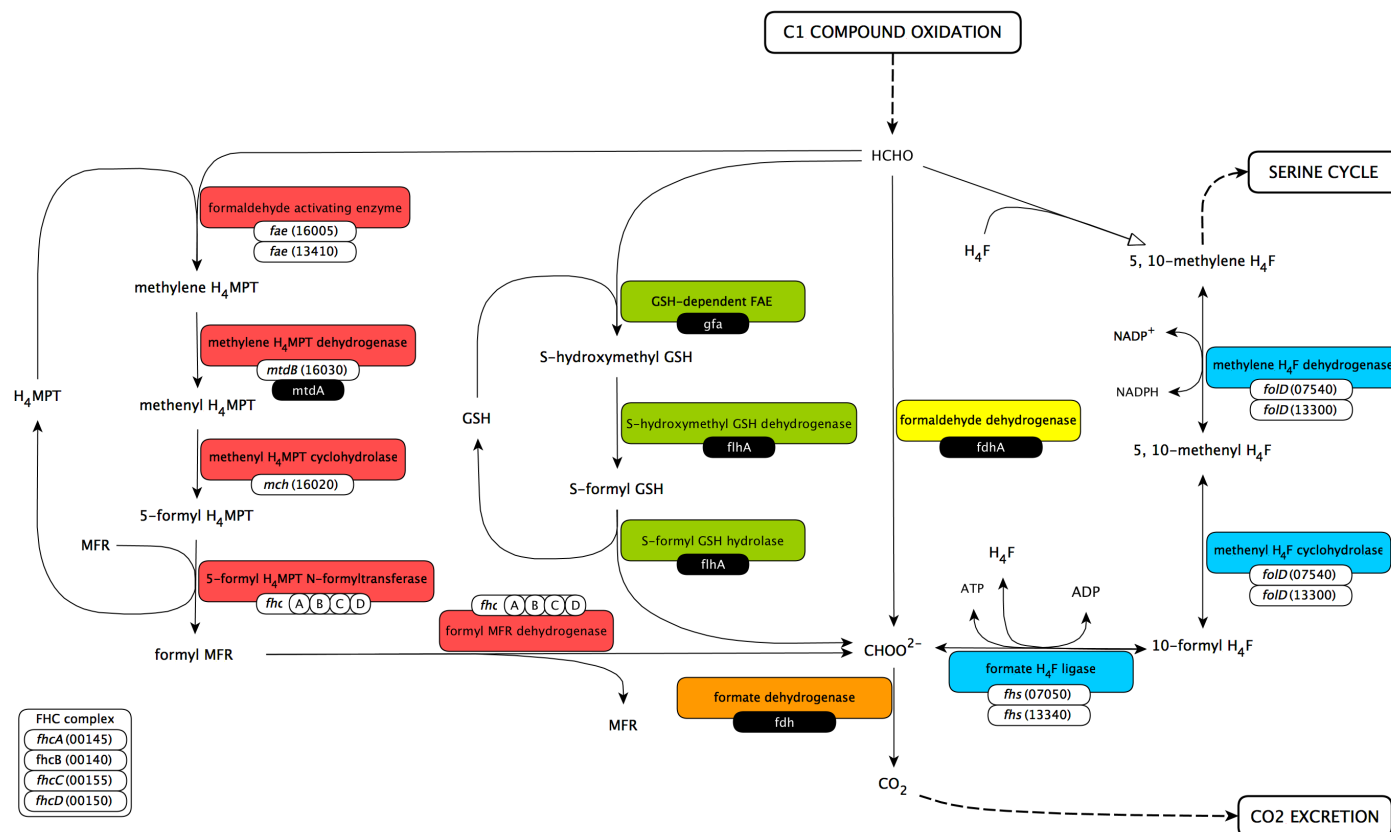 C1 COMPOUND OXIDATION
HCHO
SERINE CYCLE
formaldehyde activating enzyme
fae (16005)
fae (13410)
H4F
5, 10-methylene H4F
methylene H4MPT
GSH-dependent FAE
gfa
NADP+
methylene H4MPT dehydrogenase
mtdB (16030)
mtdA
S-hydroxymethyl GSH
methylene H4F dehydrogenase
folD (07540)
folD (13300)
NADPH
H4MPT
methenyl H4MPT
GSH
S-hydroxymethyl GSH dehydrogenase
flhA
formaldehyde dehydrogenase
fdhA
5, 10-methenyl H4F
methenyl H4MPT cyclohydrolase
mch (16020)
S-formyl GSH
5-formyl H4MPT
MFR
S-formyl GSH hydrolase
flhA
H4F
methenyl H4F cyclohydrolase
folD (07540)
folD (13300)
5-formyl H4MPT N-formyltransferase
fhc A B C D
fhc A B C D
formyl MFR dehydrogenase
ATP
ADP
formyl MFR
CHOO2-
10-formyl H4F
formate H4F ligase
fhs (07050)
fhs (13340)
formate dehydrogenase
fdh
MFR
FHC complex
fhcA (00145)
fhcB (00140)
fhcC (00155)
fhcD (00150)
CO2
CO2 EXCRETION